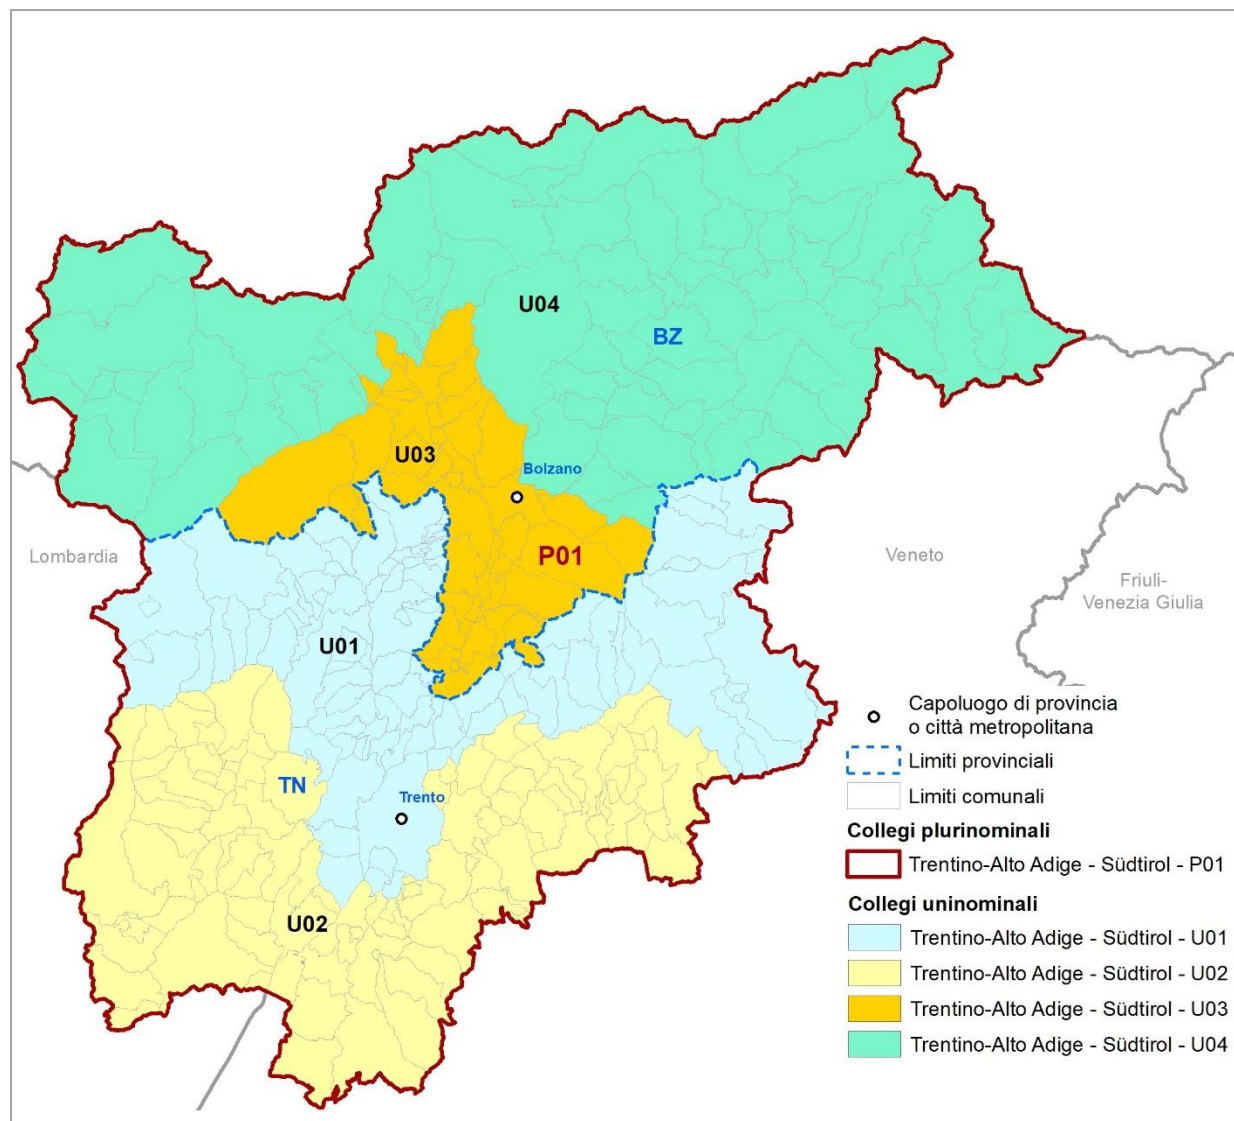 U04
BZ
U03
Bolzano
Lombardia
P01
Veneto
Friuli-
Venezia Giulia
U01
TN
Trento
U02
Capoluogo di provincia
o città metropolitana
Limiti provinciali
Limiti comunali
Collegi plurinominali
Trentino-Alto Adige - Südtirol - P01
Collegi uninominali
Trentino-Alto Adige - Südtirol - U01
Trentino-Alto Adige - Südtirol - U02
Trentino-Alto Adige - Südtirol - U03
Trentino-Alto Adige - Südtirol - U04